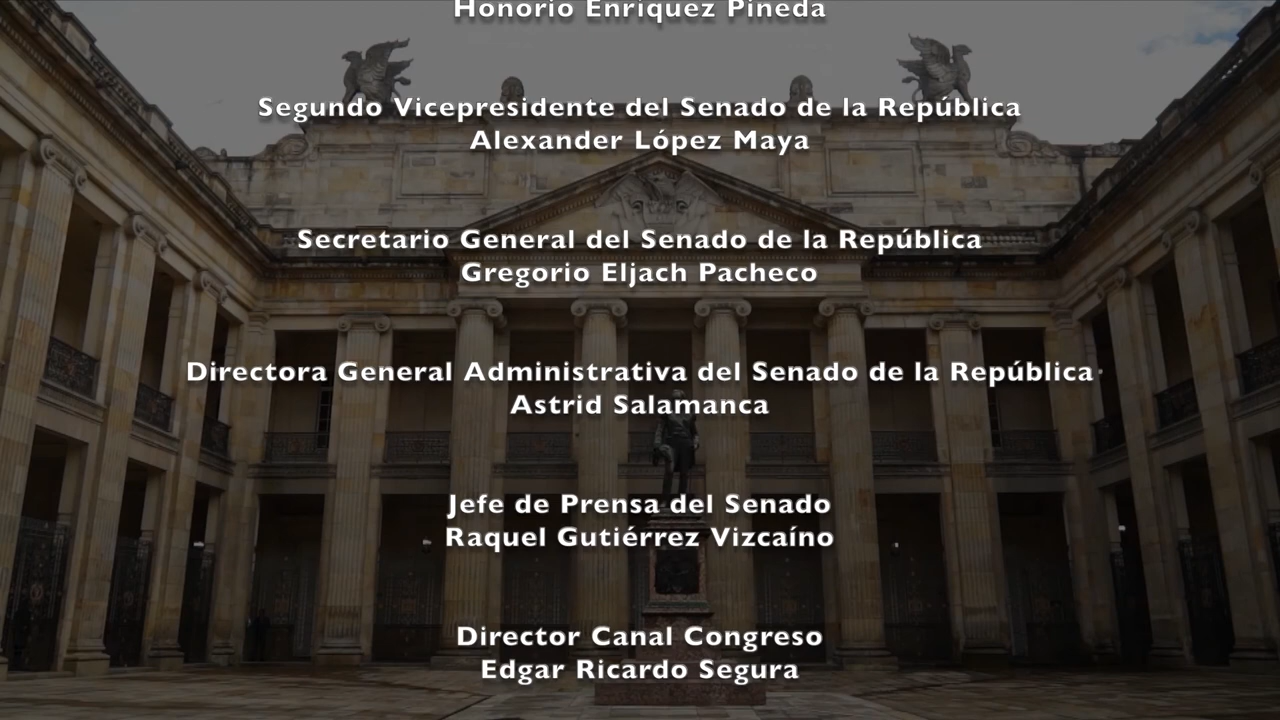 Honorio Enriquez Pineda
Segundo Vicepresidente del Senado de la República
Alexander López Maya
Secretario General del Senado de la República
Gregorio Eljach Pacheco
Directora General Administrativa del Senado de la República
Astrid Salamanca
Jefe de Prensa del Senado
Raquel Gutiérrez Vizcaíno
Director Canal Congreso
Edgar Ricardo Segura